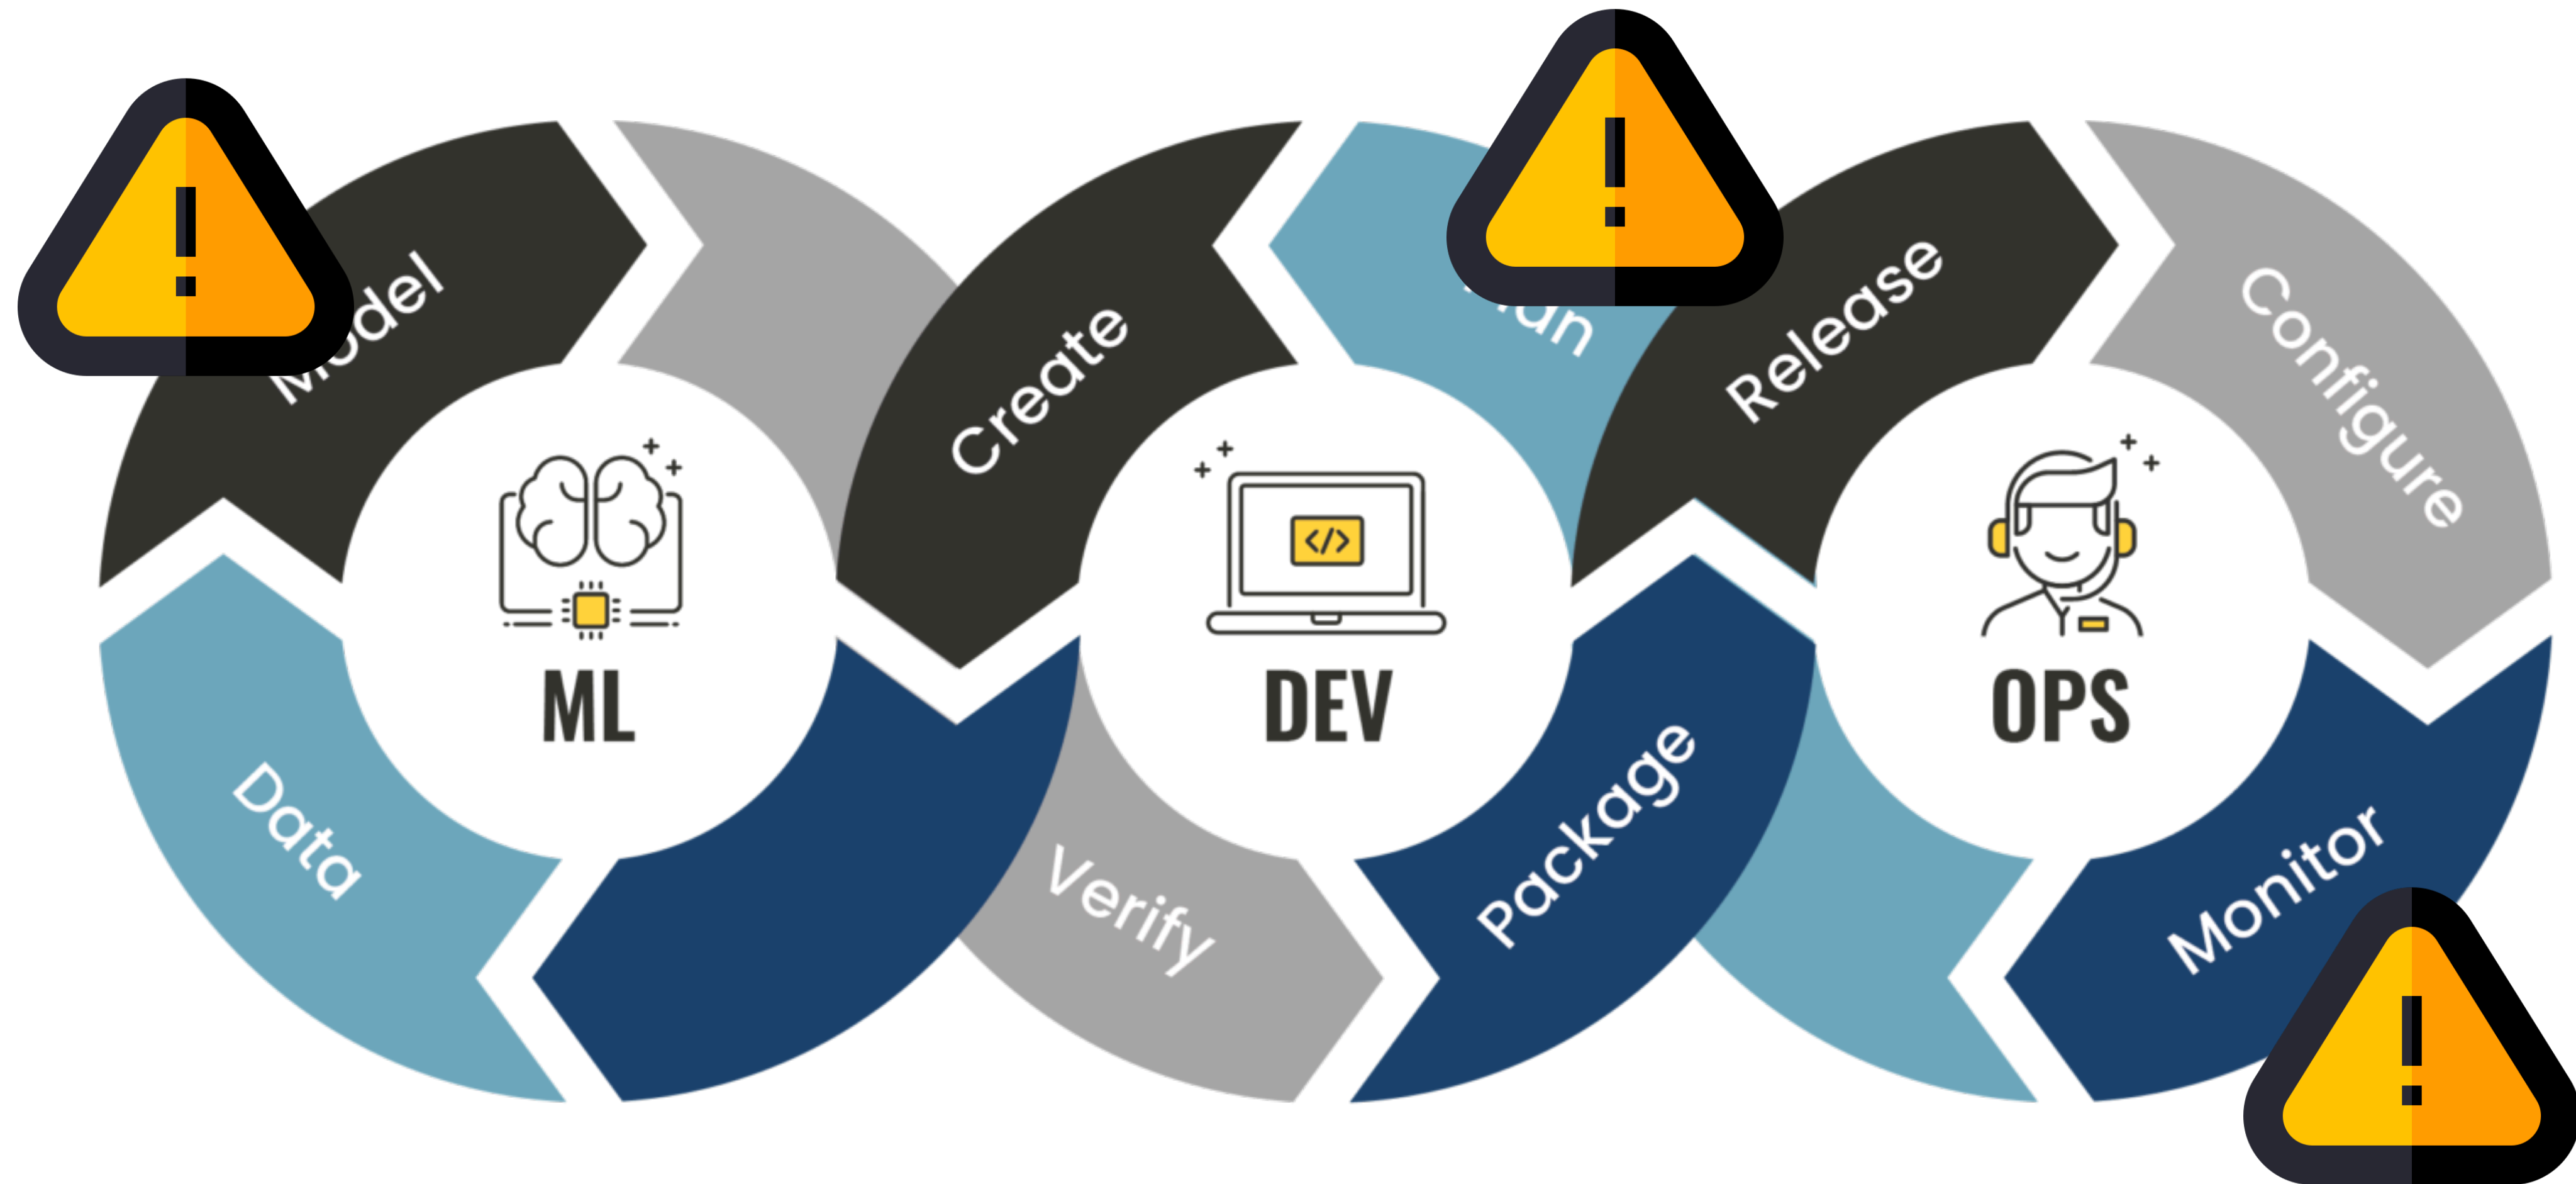 Model
Create
Release
Configure
</>
ML
DEV
OPS
Data
Verify
Package
Monitor